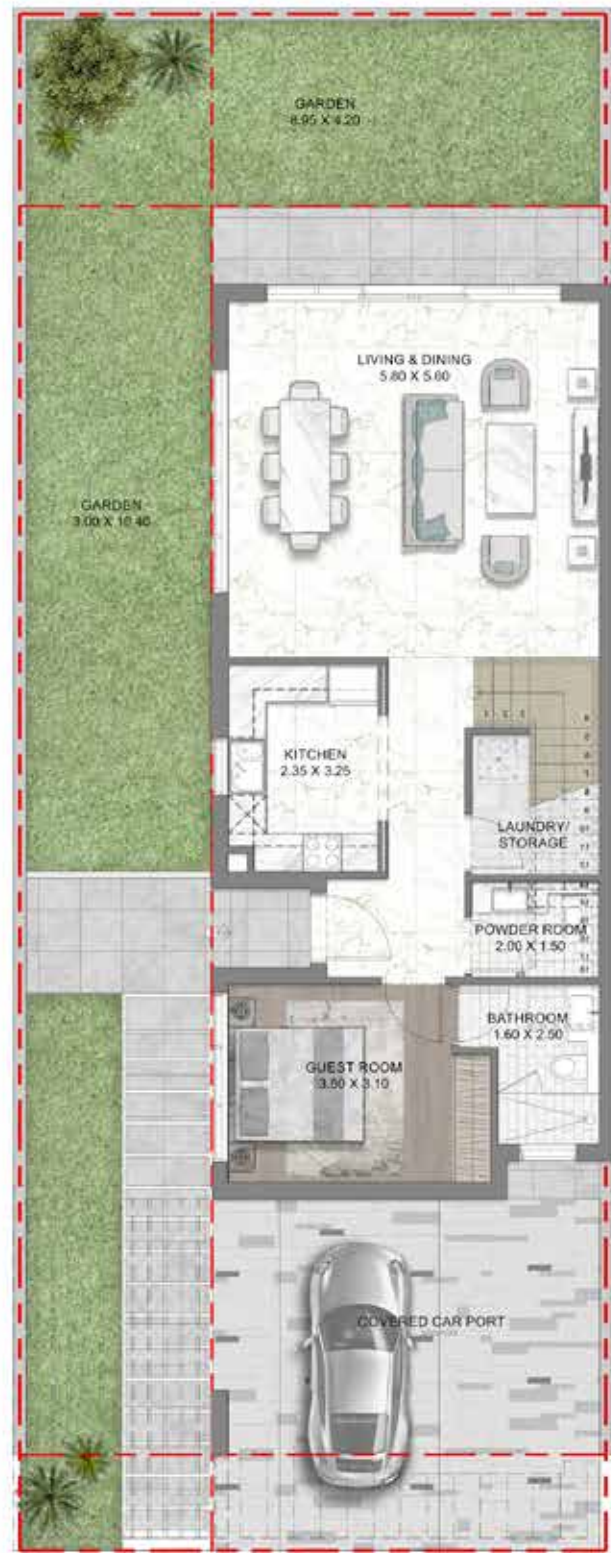 GARDEN
8.95 X 4.20
LIVING & DINING
5.80 X 5.60
GARDEN
3.00 X 10.40
KITCHEN
2.35 X 3.25
LAUNDRY/
STORAGE
POWDER ROOM
2.00 X 1.50
BATHROOM
1.60 X 2.50
GUEST ROOM
3.50 X 3.10
COVERED CAR PORT